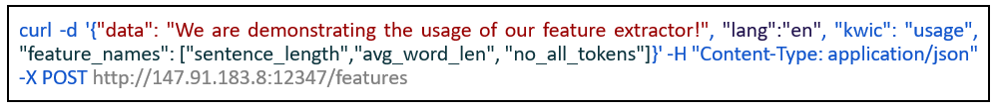 curl -d '{"data": "We are demonstrating the usage of our feature extractor!", "lang":"en", "kwic": "usage",
"feature_names": ["sentence_length","avg_word_len", "no_all_tokens"]}' -H "Content-Type: application/json"
-X POST http://147.91.183.8:12347/features